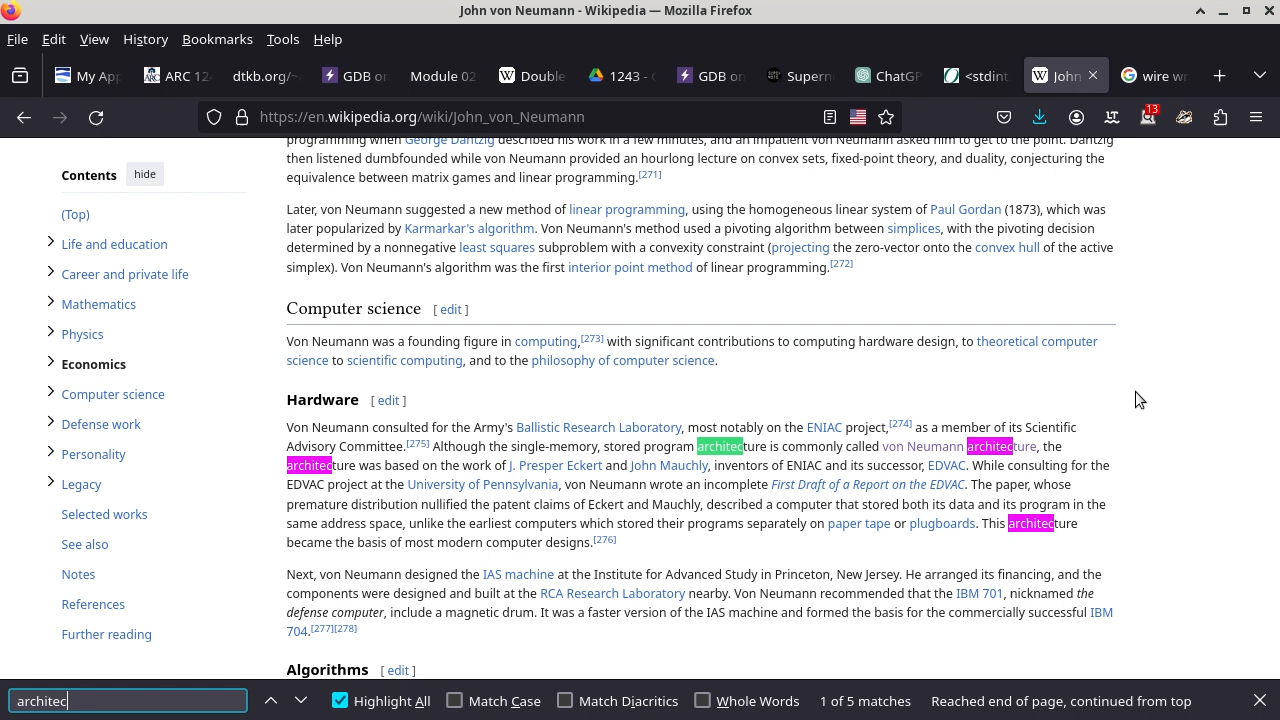 John von Neumann - Wikipedia — Mozilla Firefox
File Edit View History Bookmarks Tools Help
My App ARC 124 dtkb.org/~ GDB on Module 02 Double 1243 - GDB on Supern ChatGP <stdint John wire wr
13
https://en.wikipedia.org/wiki/John_von_Neumann
programming when George Dantzig described his work in a few minutes, and an impatient von Neumann asked him to get to the point. Dantzig
then listened dumbfounded while von Neumann provided an hourlong lecture on convex sets, fixed-point theory, and duality, conjecturing the
equivalence between matrix games and linear programming.[271]
Later, von Neumann suggested a new method of linear programming, using the homogeneous linear system of Paul Gordan (1873), which was
later popularized by Karmarkar's algorithm. Von Neumann's method used a pivoting algorithm between simplices, with the pivoting decision
determined by a nonnegative least squares subproblem with a convexity constraint (projecting the zero-vector onto the convex hull of the active
simplex). Von Neumann's algorithm was the first interior point method of linear programming.[272]
Computer science [ edit ]
Von Neumann was a founding figure in computing,[273] with significant contributions to computing hardware design, to theoretical computer
science to scientific computing, and to the philosophy of computer science.
Hardware [ edit ]
Von Neumann consulted for the Army's Ballistic Research Laboratory, most notably on the ENIAC project,[274] as a member of its Scientific
Advisory Committee.[275] Although the single-memory, stored program architecture is commonly called von Neumann architecture, the
architecture was based on the work of J. Presper Eckert and John Mauchly, inventors of ENIAC and its successor, EDVAC. While consulting for the
EDVAC project at the University of Pennsylvania, von Neumann wrote an incomplete First Draft of a Report on the EDVAC. The paper, whose
premature distribution nullified the patent claims of Eckert and Mauchly, described a computer that stored both its data and its program in the
same address space, unlike the earliest computers which stored their programs separately on paper tape or plugboards. This architecture
became the basis of most modern computer designs.[276]
Next, von Neumann designed the IAS machine at the Institute for Advanced Study in Princeton, New Jersey. He arranged its financing, and the
components were designed and built at the RCA Research Laboratory nearby. Von Neumann recommended that the IBM 701, nicknamed the
defense computer, include a magnetic drum. It was a faster version of the IAS machine and formed the basis for the commercially successful IBM
704.[277][278]
Algorithms [ edit ]
Contents hide
(Top)
Life and education
Career and private life
Mathematics
Physics
Economics
Computer science
Defense work
Personality
Legacy
Selected works
See also
Notes
References
Further reading
architec Highlight All Match Case Match Diacritics Whole Words 1 of 5 matches Reached end of page, continued from top